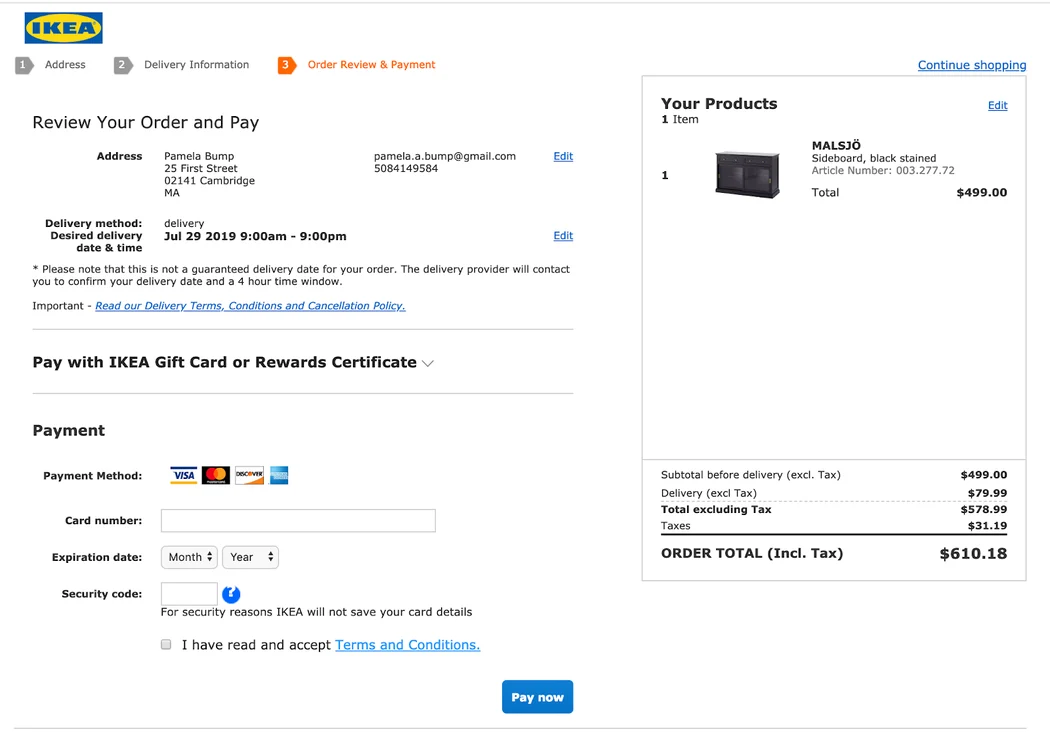 IKEA
1 Address 2 Delivery Information 3 Order Review & Payment
Continue shopping
Review Your Order and Pay
Address Pamela Bump pamela.a.bump@gmail.com Edit
25 First Street 5084149584
02141 Cambridge
MA
Delivery method: delivery
Desired delivery Jul 29 2019 9:00am - 9:00pm Edit
date & time
* Please note that this is not a guaranteed delivery date for your order. The delivery provider will contact
you to confirm your delivery date and a 4 hour time window.
Important - Read our Delivery Terms, Conditions and Cancellation Policy.
Pay with IKEA Gift Card or Rewards Certificate
Payment
Payment Method: VISA mastercard DISCOVER
Card number:
Expiration date: Month Year
Security code: ?
For security reasons IKEA will not save your card details
I have read and accept Terms and Conditions.
Pay now
Your Products Edit
1 Item
MALSJÖ
Sideboard, black stained
Article Number: 003.277.72
1
Total $499.00
Subtotal before delivery (excl. Tax) $499.00
Delivery (excl Tax) $79.99
Total excluding Tax $578.99
Taxes $31.19
ORDER TOTAL (Incl. Tax) $610.18